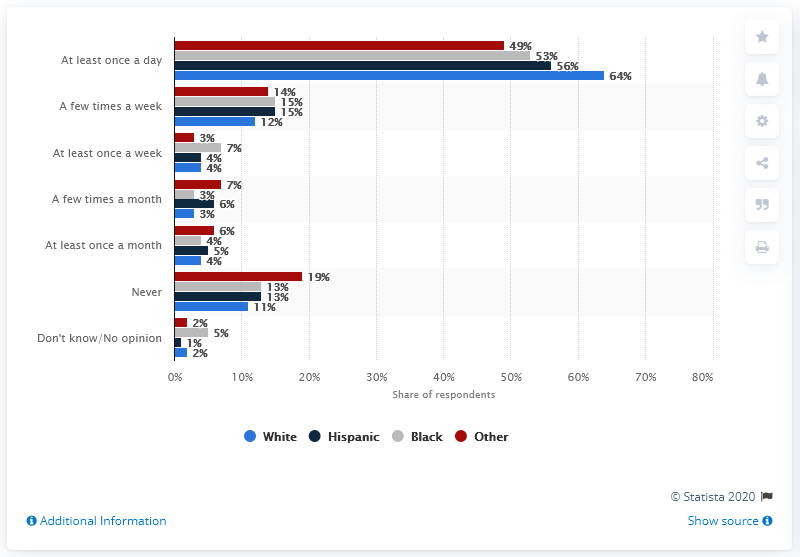 At least once a day
49%
53%
56%
64%
A few times a week
14%
15%
15%
12%
At least once a week
3%
7%
4%
4%
A few times a month
7%
3%
6%
3%
At least once a month
6%
4%
5%
4%
Never
19%
13%
13%
11%
Don't know/No opinion
2%
5%
1%
2%
0% 10% 20% 30% 40% 50% 60% 70% 80%
Share of respondents
White Hispanic Black Other
© Statista 2020
Additional Information Show source